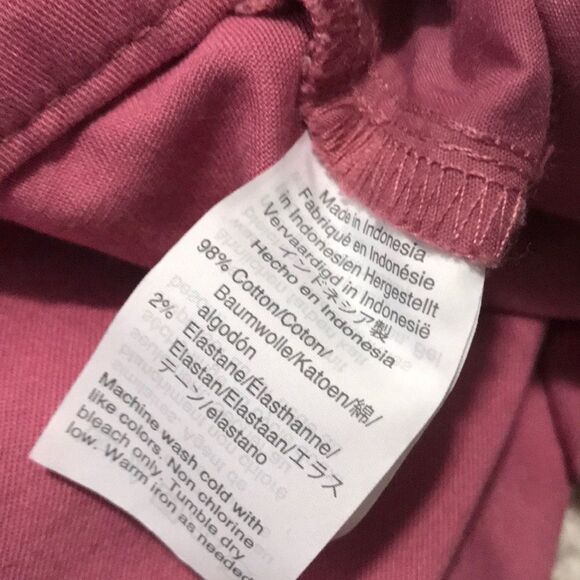 Made in Indonesia
Fabriqué en Indonésie
in Indonesien Hergestellt
Vervaardigd in Indonesië
インドネシア製
Hecho en Indonesia
98% Cotton/Coton/
Baumwolle/Katoen/綿/
algodón
2% Elastane/Élasthanne/
Elastan/Elastaan/エラス
テーン/elastano
Machine wash cold with
like colors. Non chlorine
bleach only. Tumble dry
low. Warm iron as needed